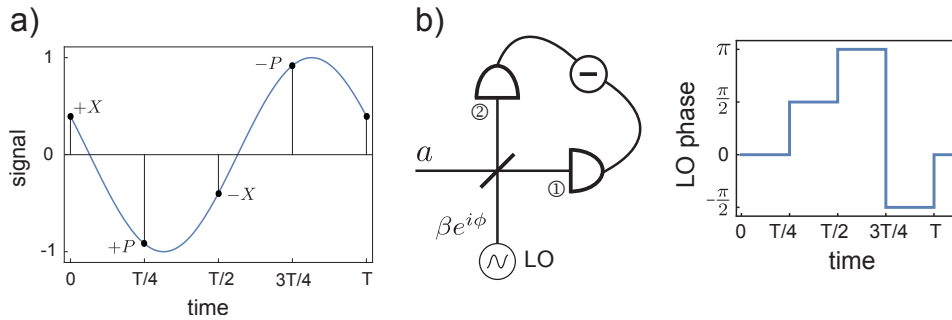 a)
signal
1
0
-1
+X
+P
−X
−P
0 T/4 T/2 3T/4 T
time
b)
②
−
a
①
βe^{iϕ}
LO
LO phase
π
π/2
0
−π/2
0 T/4 T/2 3T/4 T
time